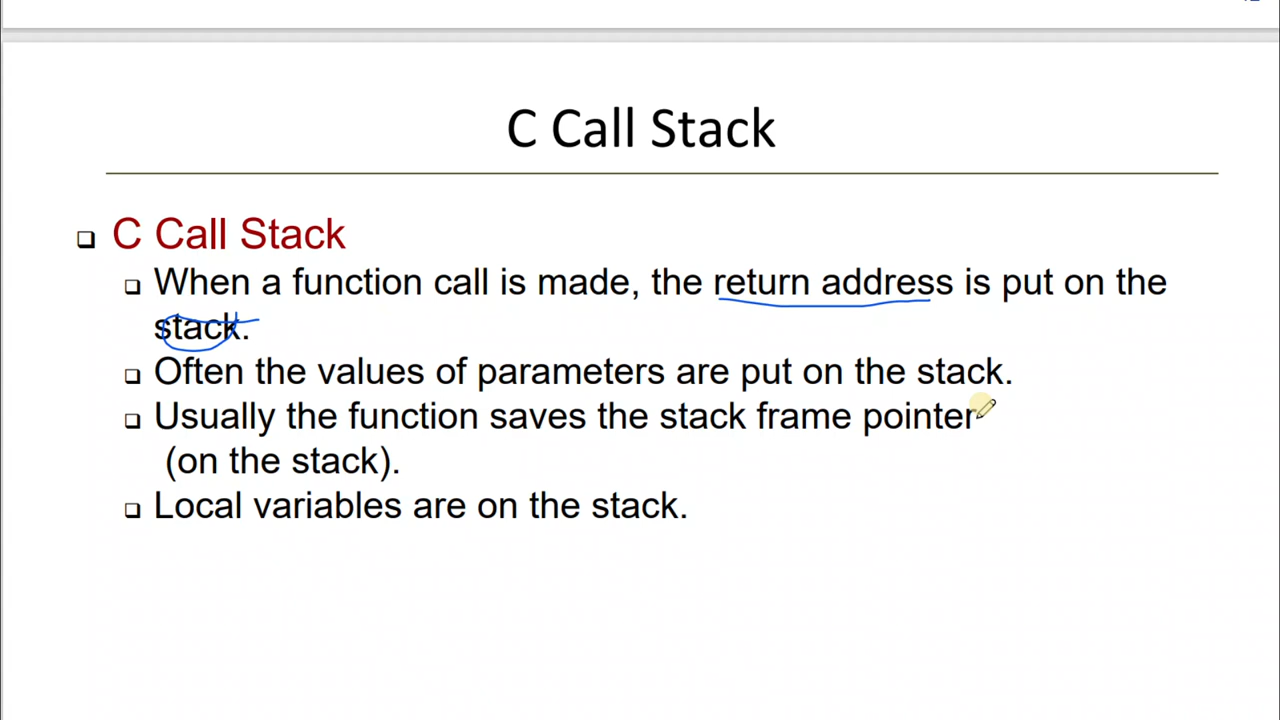 C Call Stack
C Call Stack
When a function call is made, the return address is put on the
stack.
Often the values of parameters are put on the stack.
Usually the function saves the stack frame pointer
(on the stack).
Local variables are on the stack.